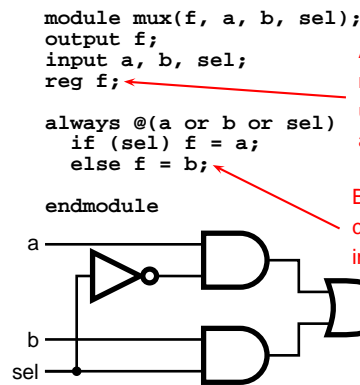 module mux(f, a, b, sel);
output f;
input a, b, sel;
reg f;
always @(a or b or sel)
if (sel) f = a;
else f = b;
endmodule
a
b
sel